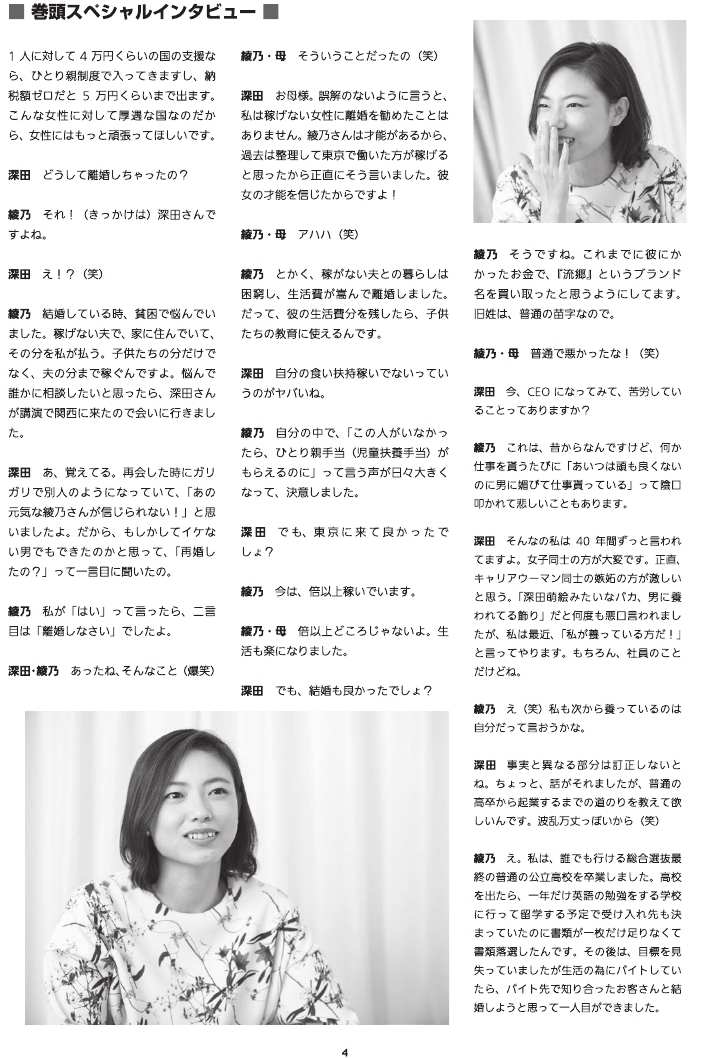 ■ 巻頭スペシャルインタビュー ■
1 人に対して 4 万円くらいの国の支援な
ら、ひとり親制度で入ってきますし、納
税額ゼロだと 5 万円くらいまで出ます。
こんな女性に対して厚遇な国なのだか
ら、女性にはもっと頑張ってほしいです。
深田　どうして離婚しちゃったの？
綾乃　それ！（きっかけは）深田さんで
すよね。
深田　え！？（笑）
綾乃　結婚している時、貧困で悩んでい
ました。稼げない夫で、家に住んでいて、
その分を私が払う。子供たちの分だけで
なく、夫の分まで稼ぐんですよ。悩んで
誰かに相談したいと思ったら、深田さん
が講演で関西に来たので会いに行きまし
た。
深田　あ、覚えてる。再会した時にガリ
ガリで別人のようになっていて、「あの
元気な綾乃さんが信じられない！」と思
いましたよ。だから、もしかしてイケな
い男でもできたのかと思って、「再婚し
たの？」って一言目に聞いたの。
綾乃　私が「はい」って言ったら、二言
目は「離婚しなさい」でしたよ。
深田・綾乃　あったね、そんなこと（爆笑）
綾乃・母　そういうことだったの（笑）
深田　お母様。誤解のないように言うと、
私は稼げない女性に離婚を勧めたことは
ありません。綾乃さんは才能があるから、
過去は整理して東京で働いた方が稼げる
と思ったから正直にそう言いました。彼
女の才能を信じたからですよ！
綾乃・母　アハハ（笑）
綾乃　とかく、稼がない夫との暮らしは
困窮し、生活費が嵩んで離婚しました。
だって、彼の生活費分を残したら、子供
たちの教育に使えるんです。
深田　自分の食い扶持稼いでないってい
うのがヤバいね。
綾乃　自分の中で、「この人がいなかっ
たら、ひとり親手当（児童扶養手当）が
もらえるのに」って言う声が日々大きく
なって、決意しました。
深田　でも、東京に来て良かったで
しょ？
綾乃　今は、倍以上稼いでいます。
綾乃・母　倍以上どころじゃないよ。生
活も楽になりました。
深田　でも、結婚も良かったでしょ？
綾乃　そうですね。これまでに彼にか
かったお金で、『流郷』というブランド
名を買い取ったと思うようにしてます。
旧姓は、普通の苗字なので。
綾乃・母　普通で悪かったな！（笑）
深田　今、CEO になってみて、苦労してい
ることってありますか？
綾乃　これは、昔からなんですけど、何か
仕事を貰うたびに「あいつは頭も良くない
のに男に媚びて仕事貰っている」って陰口
叩かれて悲しいこともあります。
深田　そんなの私は 40 年間ずっと言われ
てますよ。女子同士の方が大変です。正直、
キャリアウーマン同士の嫉妬の方が激しい
と思う。「深田萌絵みたいなバカ、男に養
われてる飾り」だと何度も悪口言われまし
たが、私は最近、「私が養っている方だ！」
と言ってやります。もちろん、社員のこと
だけどね。
綾乃　え（笑）私も次から養っているのは
自分だって言おうかな。
深田　事実と異なる部分は訂正しないと
ね。ちょっと、話がそれましたが、普通の
高卒から起業するまでの道のりを教えて欲
しいんです。波乱万丈っぽいから（笑）
綾乃　え。私は、誰でも行ける総合選抜最
終の普通の公立高校を卒業しました。高校
を出たら、一年だけ英語の勉強をする学校
に行って留学する予定で受け入れ先も決
まっていたのに書類が一枚だけ足りなくて
書類落選したんです。その後は、目標を見
失っていましたが生活の為にバイトしてい
たら、バイト先で知り合ったお客さんと結
婚しようと思って一人目ができました。
4